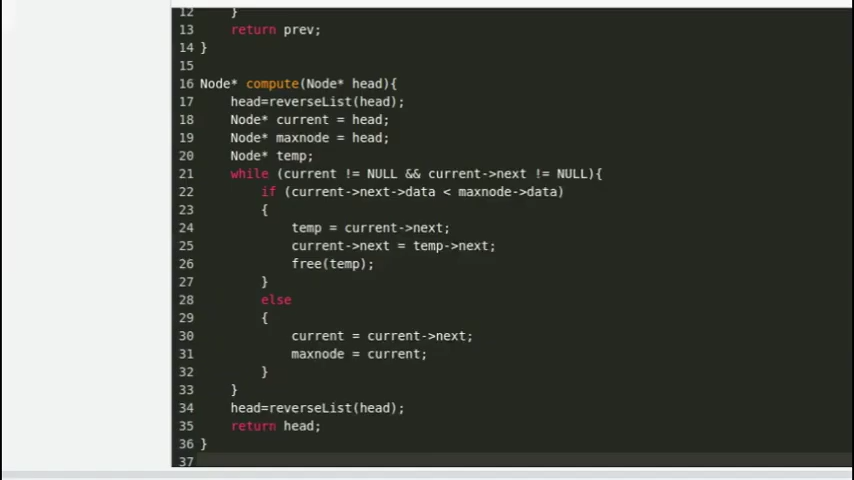 12     }
13     return prev;
14 }
15
16 Node* compute(Node* head){
17     head=reverseList(head);
18     Node* current = head;
19     Node* maxnode = head;
20     Node* temp;
21     while (current != NULL && current->next != NULL){
22         if (current->next->data < maxnode->data)
23         {
24             temp = current->next;
25             current->next = temp->next;
26             free(temp);
27         }
28         else
29         {
30             current = current->next;
31             maxnode = current;
32         }
33     }
34     head=reverseList(head);
35     return head;
36 }
37